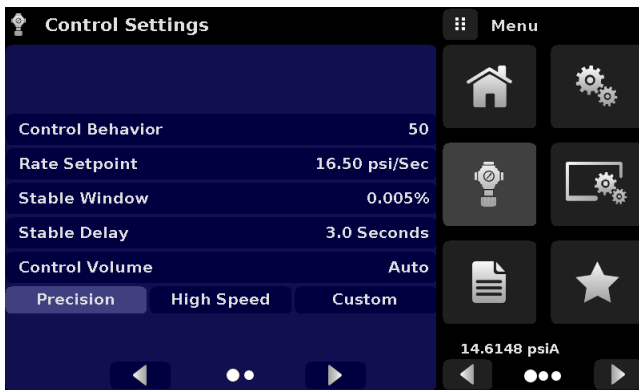 Control Settings
Menu
Control Behavior 50
Rate Setpoint 16.50 psi/Sec
Stable Window 0.005%
Stable Delay 3.0 Seconds
Control Volume Auto
Precision High Speed Custom
14.6148 psiA